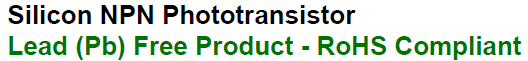 Silicon NPN Phototransistor
Lead (Pb) Free Product - RoHS Compliant